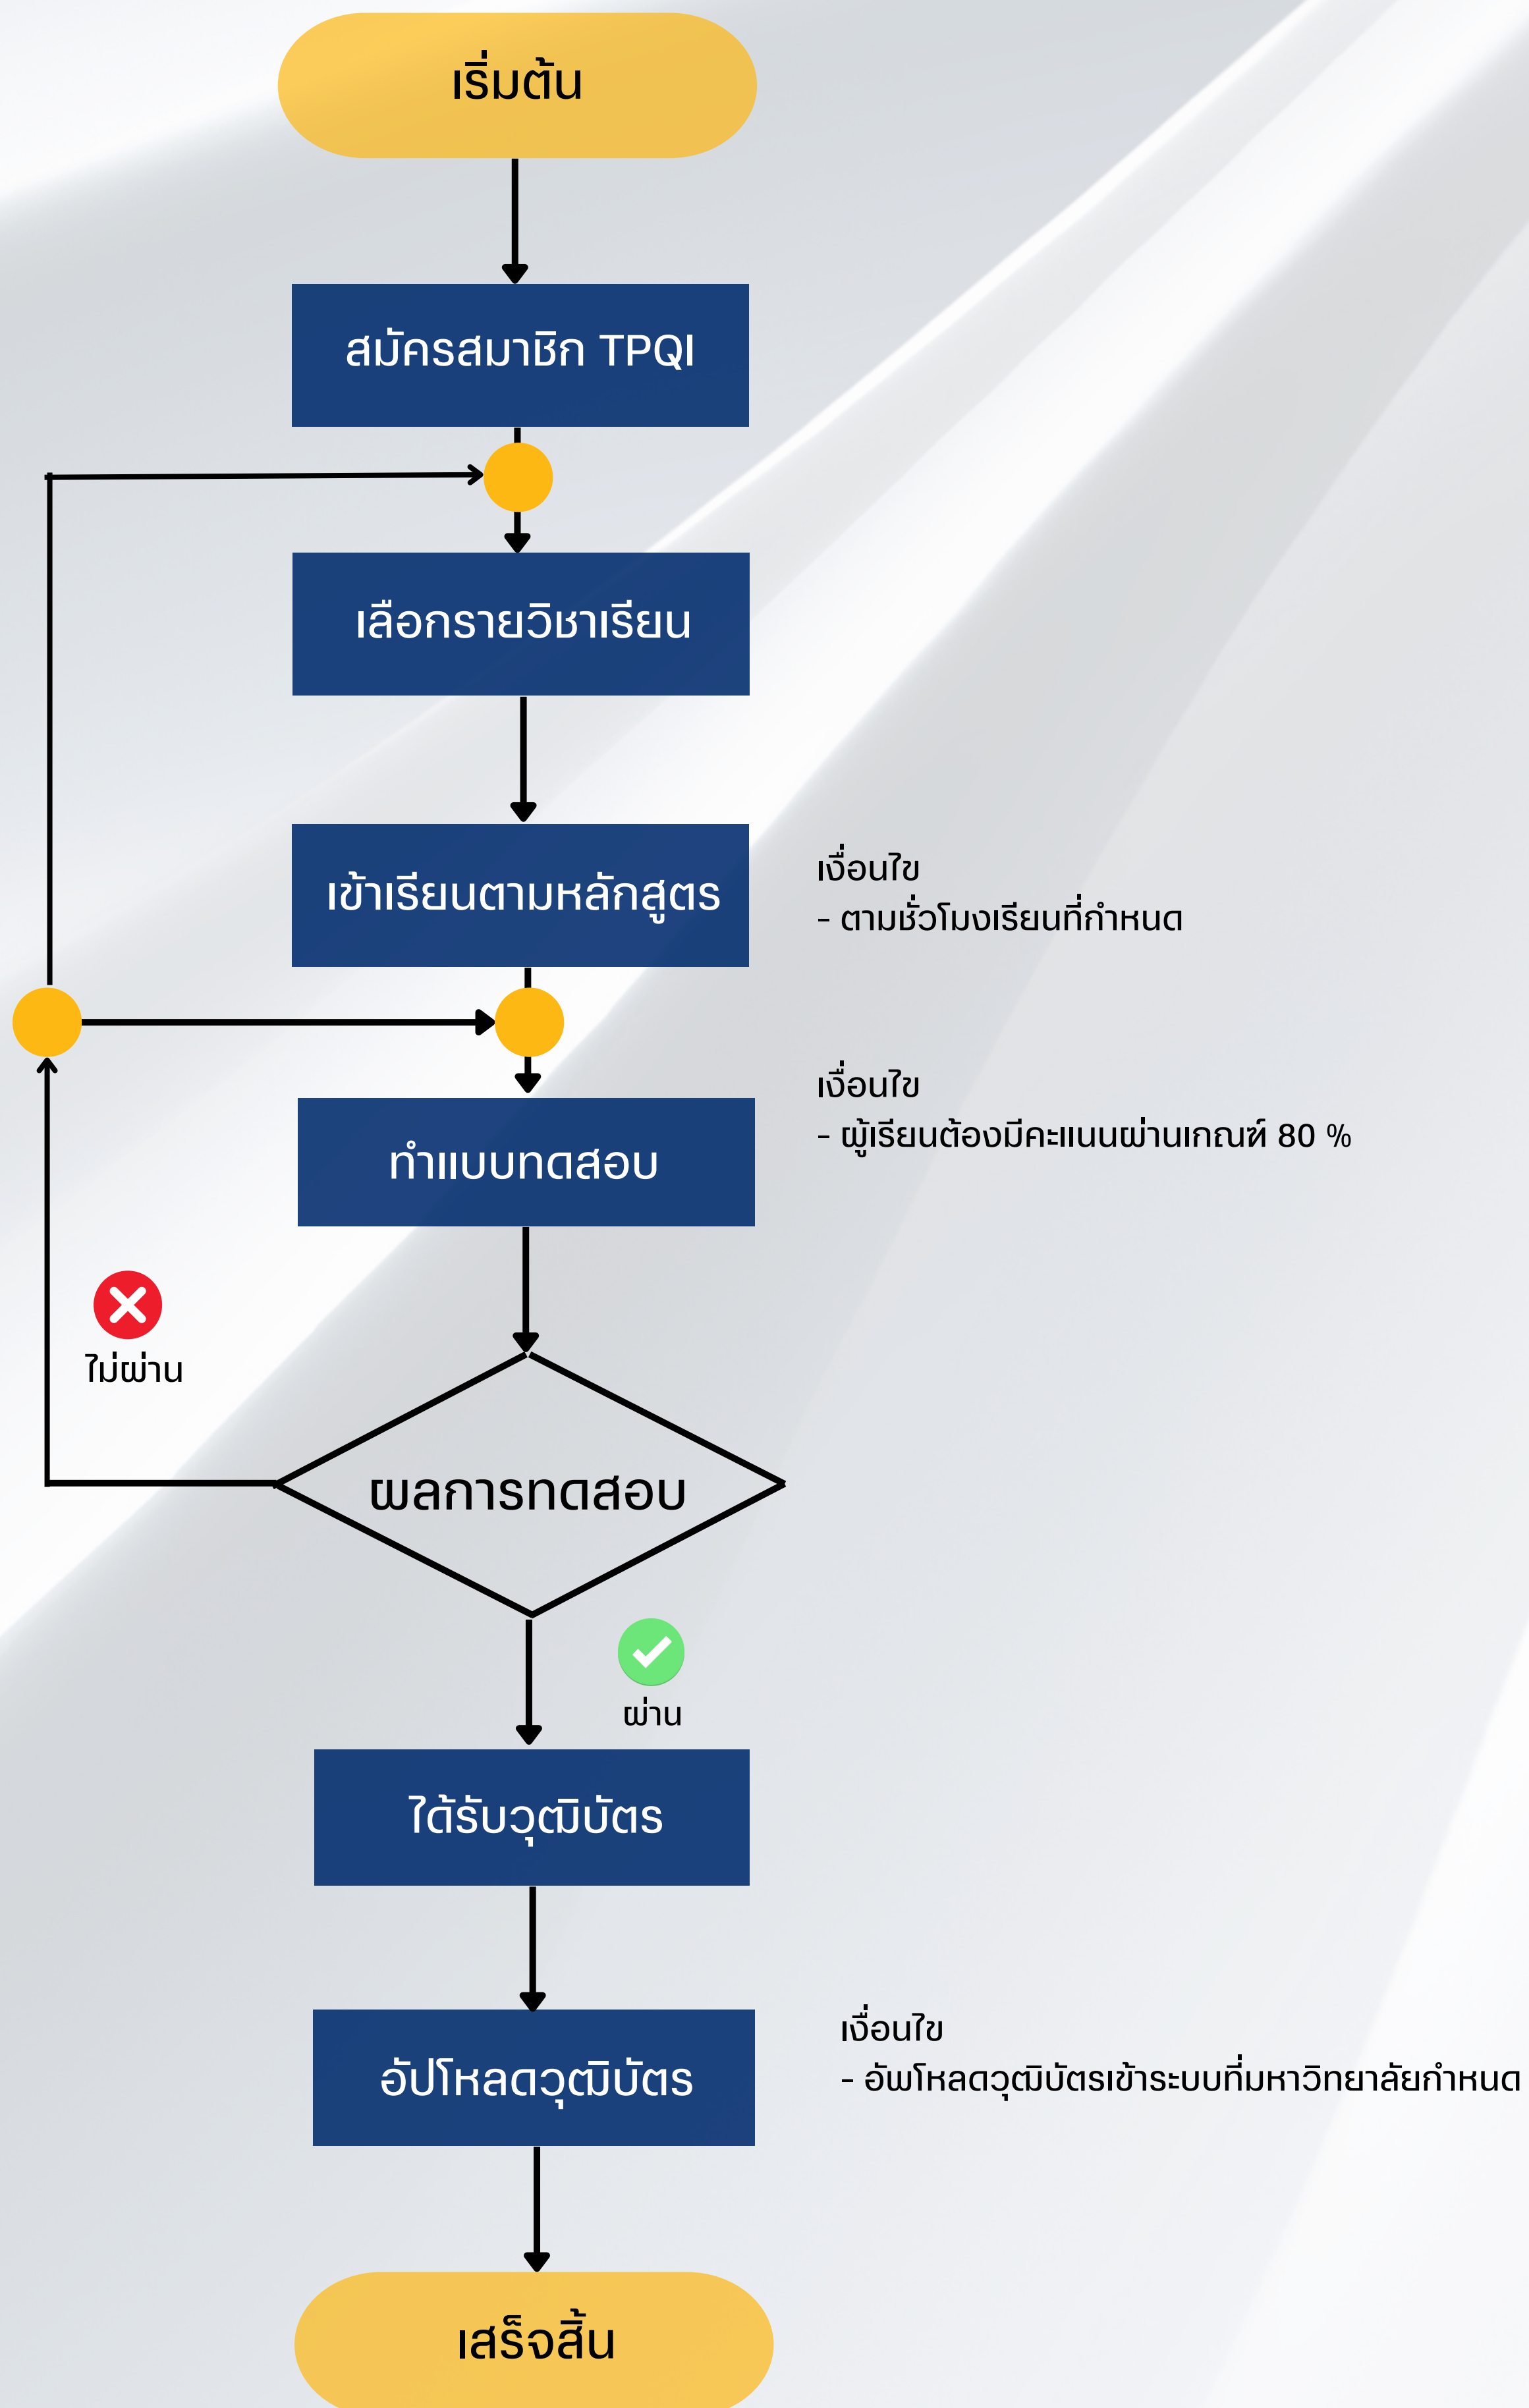 เริ่มต้น
สมัครสมาชิก TPQI
เลือกรายวิชาเรียน
เข้าเรียนตามหลักสูตร
เงื่อนไข
- ตามชั่วโมงเรียนที่กำหนด
เงื่อนไข
- ผู้เรียนต้องมีคะแนนผ่านเกณฑ์ 80 %
ทำแบบทดสอบ
ไม่ผ่าน
ผลการทดสอบ
ผ่าน
ได้รับวุฒิบัตร
อัปโหลดวุฒิบัตร
เงื่อนไข
- อัพโหลดวุฒิบัตรเข้าระบบที่มหาวิทยาลัยกำหนด
เสร็จสิ้น